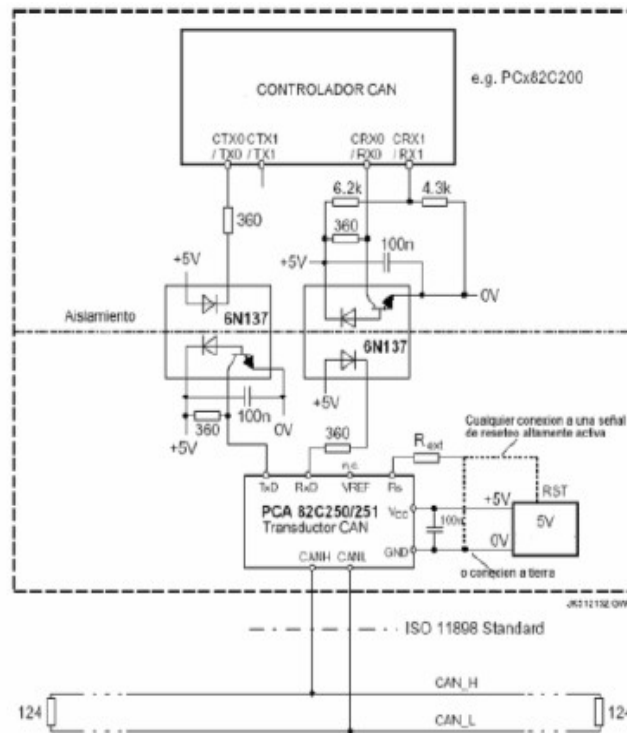 CONTROLADOR CAN
e.g. PCx82C200
CTX0 CTX1
/ TX0 / TX1
CRX0 CRX1
/ RX0 / RX1
6.2k
4.3k
360
360
100n
+5V
+5V
0V
6N137
Aislamiento
6N137
+5V
100n
360
0V
+5V
360
Cualquier conexion a una señal
de reseteo altamente activa
Rext
n.c.
TxD RxD VREF Rs
RST
PCA 82C250/251
Transductor CAN
VCC
+5V
100n
5V
GND
0V
CANH CANL
o conexion a tierra
ISO 11898 Standard
CAN_H
124
124
CAN_L